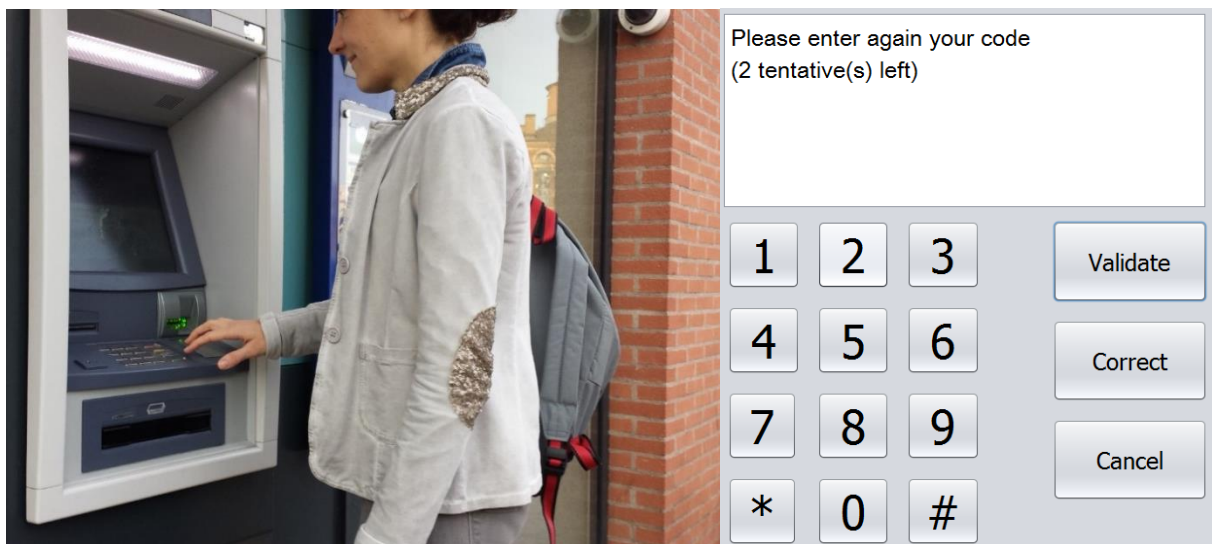 Please enter again your code
(2 tentative(s) left)
1 2 3 Validate
4 5 6 Correct
7 8 9 Cancel
* 0 #